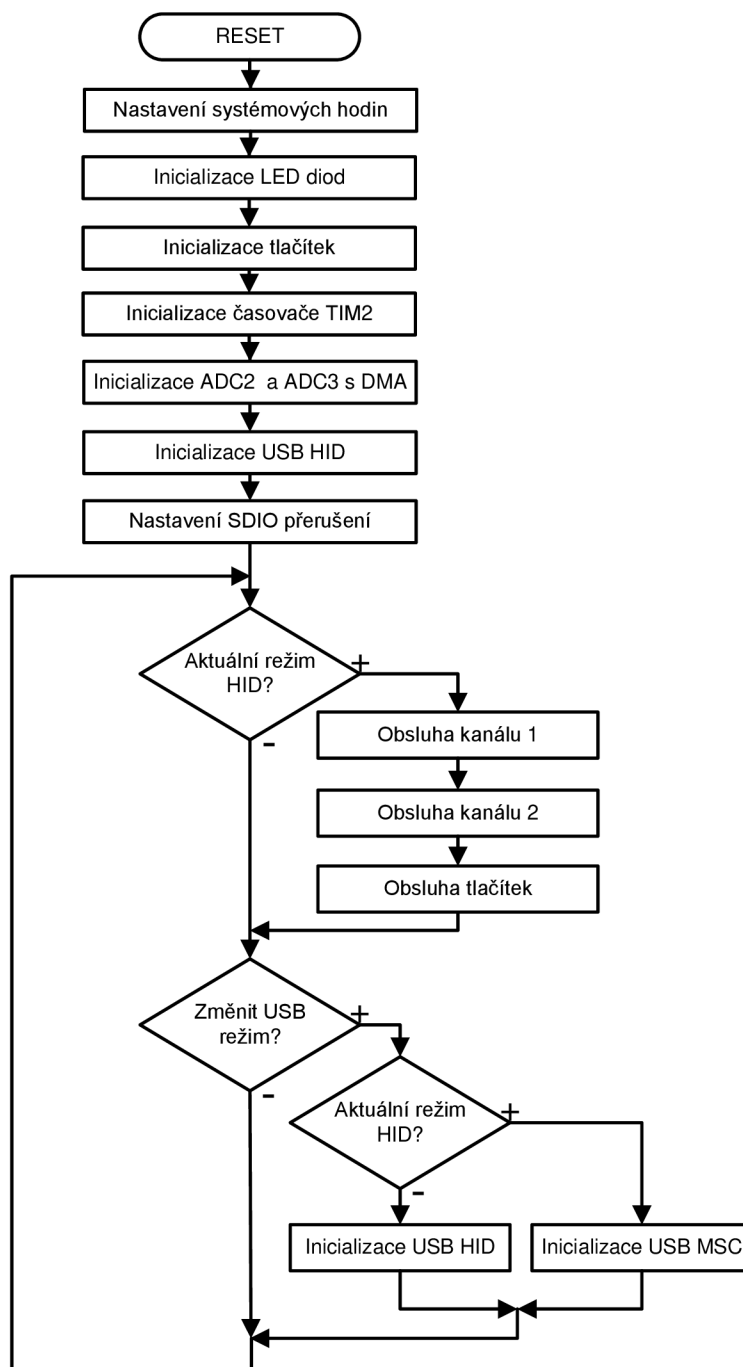 RESET
Nastavení systémových hodin
Inicializace LED diod
Inicializace tlačítek
Inicializace časovače TIM2
Inicializace ADC2 a ADC3 s DMA
Inicializace USB HID
Nastavení SDIO přerušení
Aktuální režim
HID?
+
-
Obsluha kanálu 1
Obsluha kanálu 2
Obsluha tlačítek
Změnit USB
režim?
+
-
Aktuální režim
HID?
+
-
Inicializace USB HID
Inicializace USB MSC